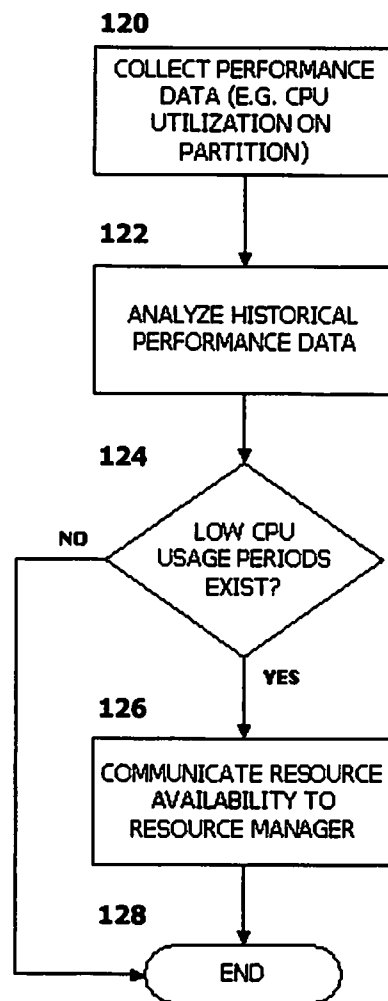 120
COLLECT PERFORMANCE
DATA (E.G. CPU
UTILIZATION ON
PARTITION)
122
ANALYZE HISTORICAL
PERFORMANCE DATA
124
LOW CPU
USAGE PERIODS
EXIST?
NO
YES
126
COMMUNICATE RESOURCE
AVAILABILITY TO
RESOURCE MANAGER
128
END